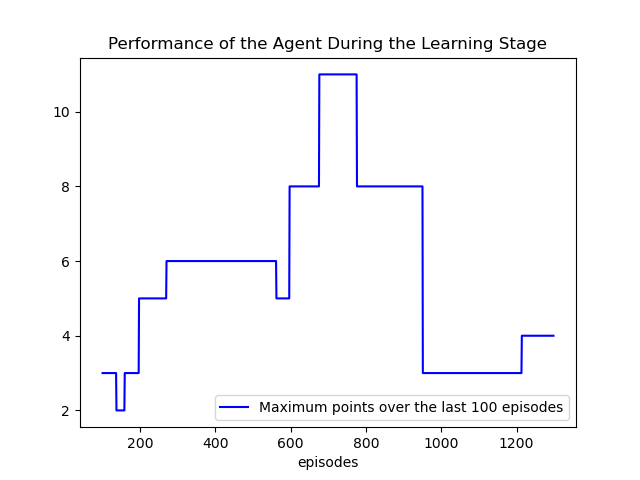 Performance of the Agent During the Learning Stage
10
8
6
4
2
Maximum points over the last 100 episodes
200 400 600 800 1000 1200
episodes